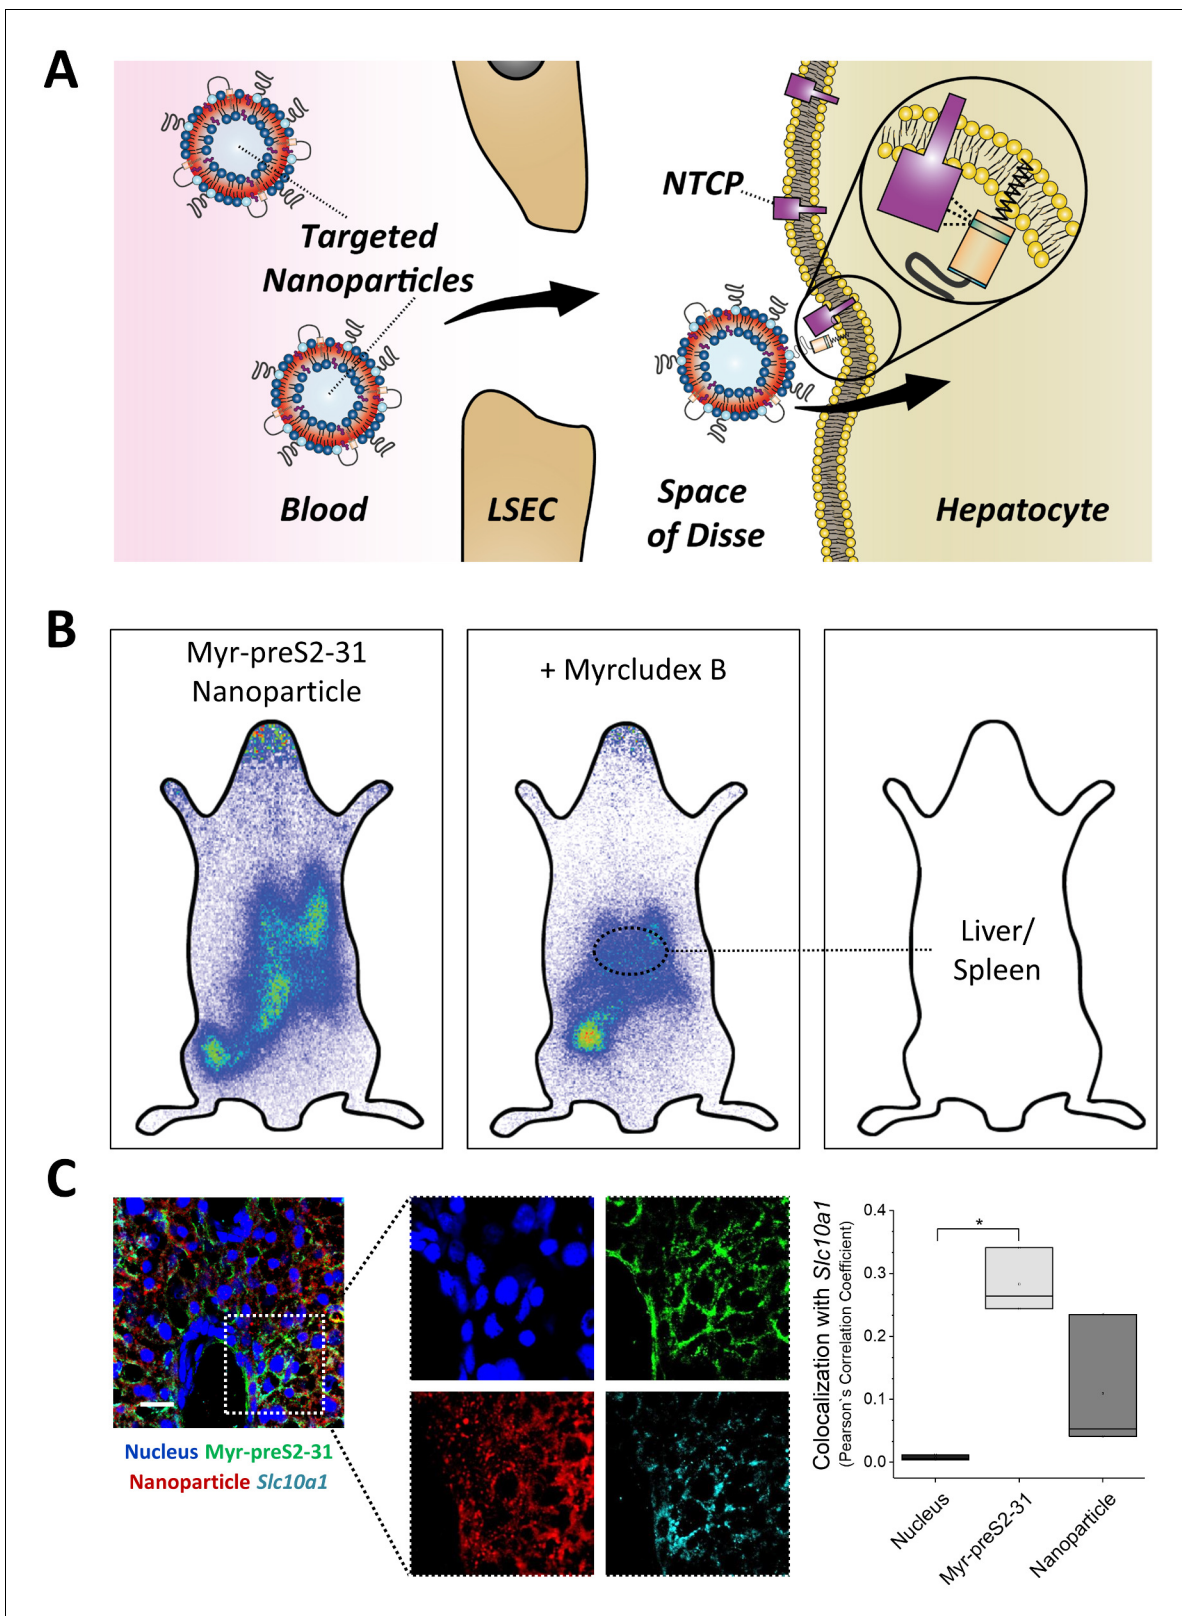 A
Targeted
Nanoparticles
NTCP
Blood
LSEC
Space
of Disse
Hepatocyte
B
Myr-preS2-31
Nanoparticle
+ Myrcludex B
Liver/
Spleen
C
Nucleus Myr-preS2-31
Nanoparticle Slc10a1
Colocalization with Slc10a1
(Pearson`s Correlation Coefficient)
0.4
0.3
0.2
0.1
0.0
*
Nucleus
Myr-preS2-31
Nanoparticle